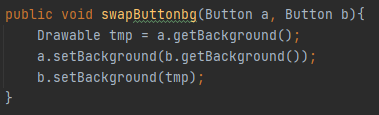 public void swapButtonbg(Button a, Button b){
    Drawable tmp = a.getBackground();
    a.setBackground(b.getBackground());
    b.setBackground(tmp);
}